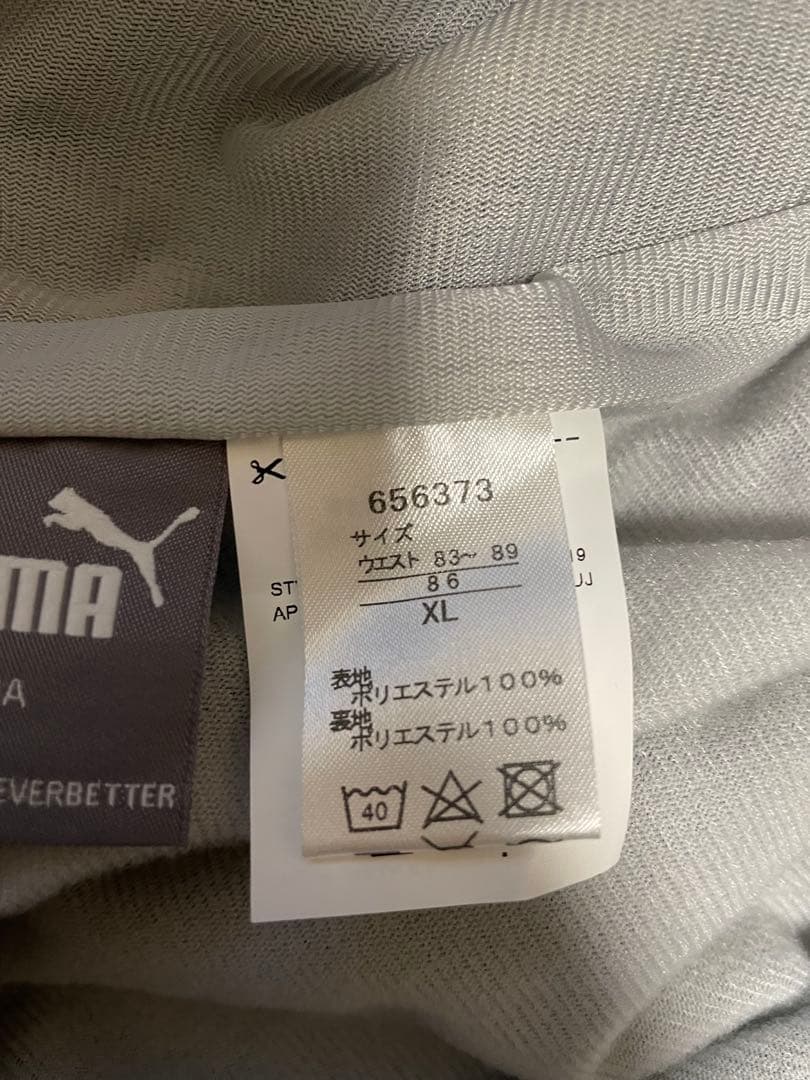 656373
サイズ
ウエスト 83～ 89
86
XL
表地
ポリエステル100%
裏地
ポリエステル100%
40
MA
A
EVERBETTER
ST
AP
19
JJ